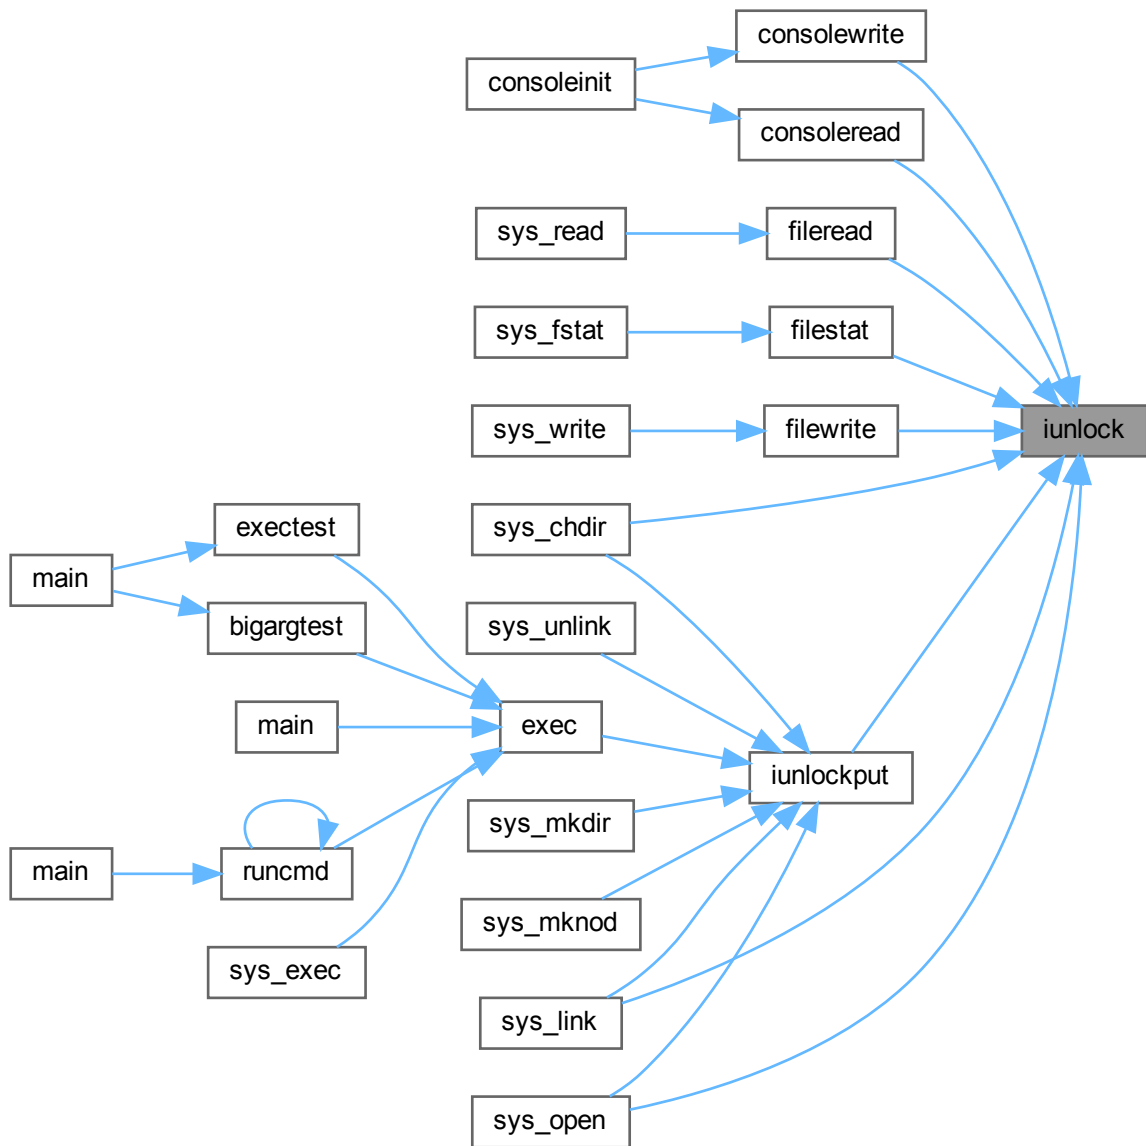 consolewrite
consoleinit
consoleread
sys_read
fileread
sys_fstat
filestat
sys_write
filewrite
iunlock
sys_chdir
exectest
main
bigargtest
sys_unlink
main
exec
iunlockput
sys_mkdir
main
runcmd
sys_mknod
sys_exec
sys_link
sys_open